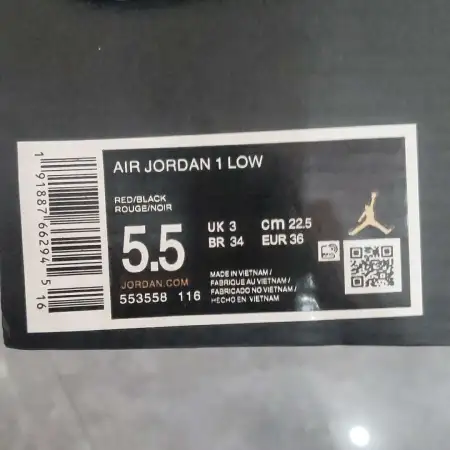 AIR JORDAN 1 LOW
RED/BLACK
ROUGE/NOIR
5.5
UK 3 cm 22.5
BR 34 EUR 36
JORDAN.COM
553558 116
MADE IN VIETNAM /
FABRIQUE AU VIETNAM /
FABRICADO NO VIETNAM /
HECHO EN VIETNAM
1 91887 66294 5 16